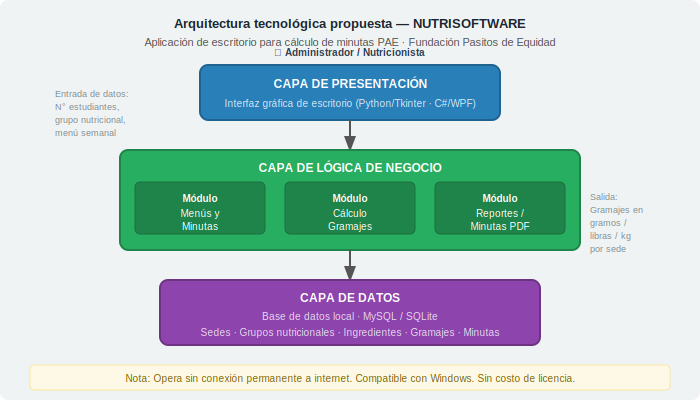 Arquitectura tecnológica propuesta — NUTRISOFTWARE
Aplicación de escritorio para cálculo de minutas PAE · Fundación Pasitos de Equidad
Administrador / Nutricionista
CAPA DE PRESENTACIÓN
Interfaz gráfica de escritorio (Python/Tkinter · C#/WPF)
Entrada de datos:
N° estudiantes,
grupo nutricional,
menú semanal
CAPA DE LÓGICA DE NEGOCIO
Módulo
Menús y
Minutas
Módulo
Cálculo
Gramajes
Módulo
Reportes /
Minutas PDF
Salida:
Gramajes en
gramos /
libras / kg
por sede
CAPA DE DATOS
Base de datos local · MySQL / SQLite
Sedes · Grupos nutricionales · Ingredientes · Gramajes · Minutas
Nota: Opera sin conexión permanente a internet. Compatible con Windows. Sin costo de licencia.